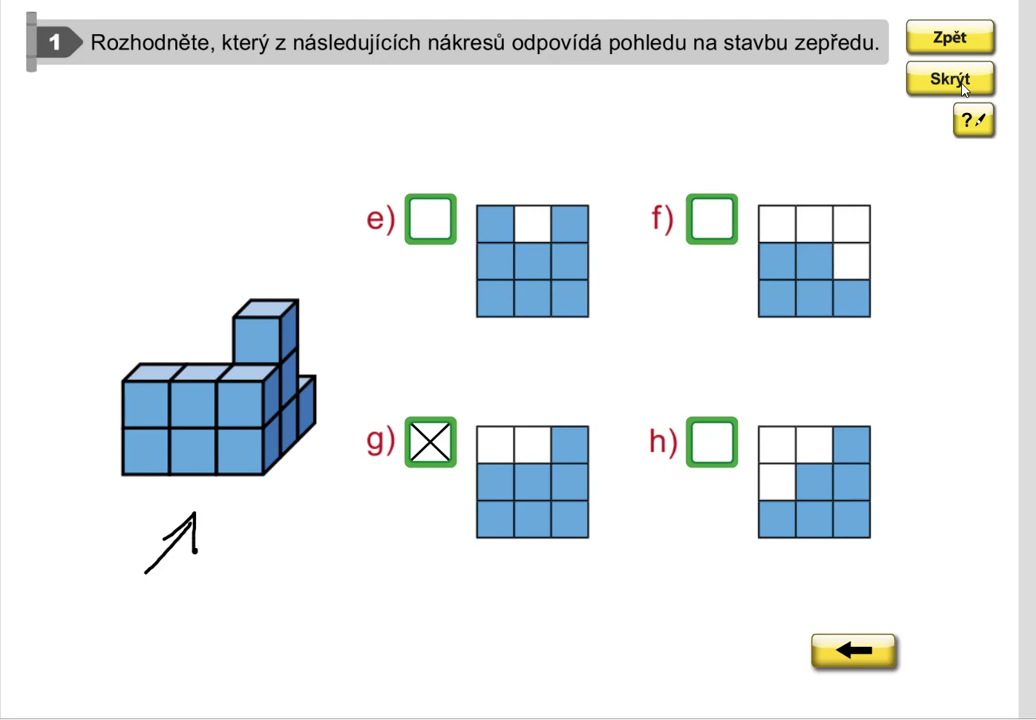 1 Rozhodněte, který z následujících nákresů odpovídá pohledu na stavbu zepředu.
Zpět
Skrýt
?
e)
f)
g)
h)